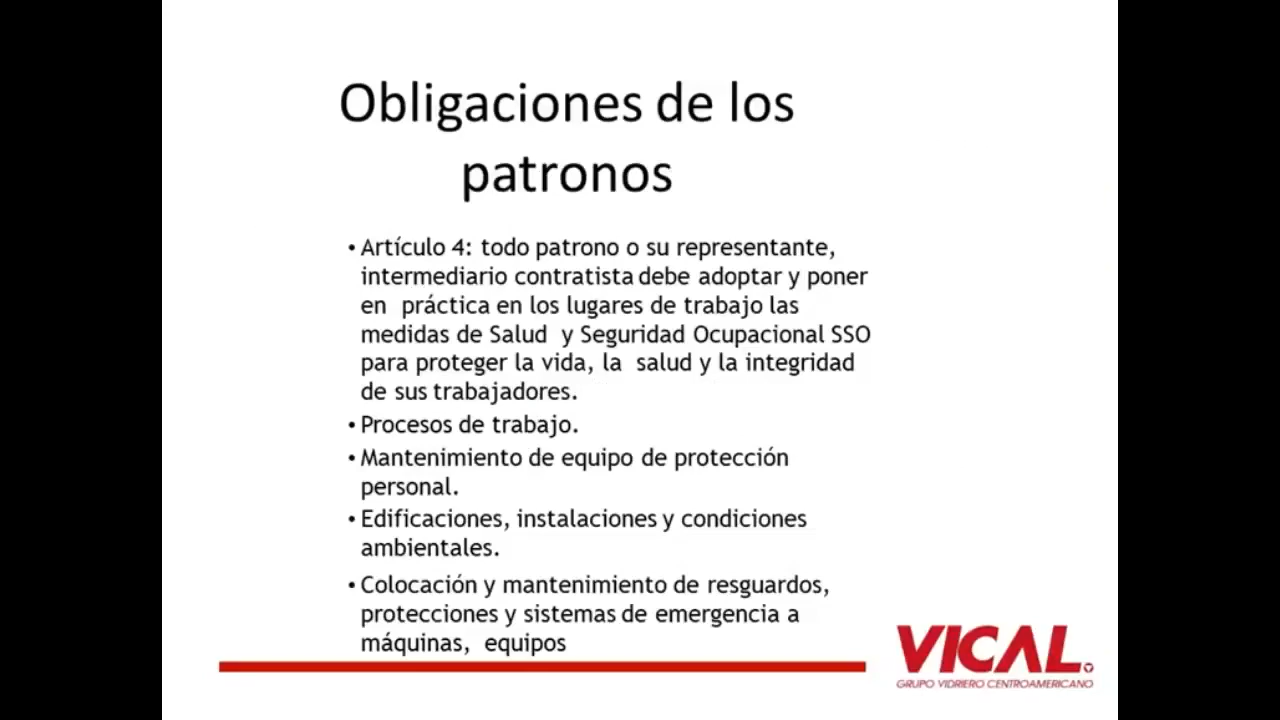 Obligaciones de los
patronos
• Artículo 4: todo patrono o su representante,
intermediario contratista debe adoptar y poner
en práctica en los lugares de trabajo las
medidas de Salud y Seguridad Ocupacional SSO
para proteger la vida, la salud y la integridad
de sus trabajadores.
• Procesos de trabajo.
• Mantenimiento de equipo de protección
personal.
• Edificaciones, instalaciones y condiciones
ambientales.
• Colocación y mantenimiento de resguardos,
protecciones y sistemas de emergencia a
máquinas, equipos
VICAL
GRUPO VIDRIERO CENTROAMERICANO